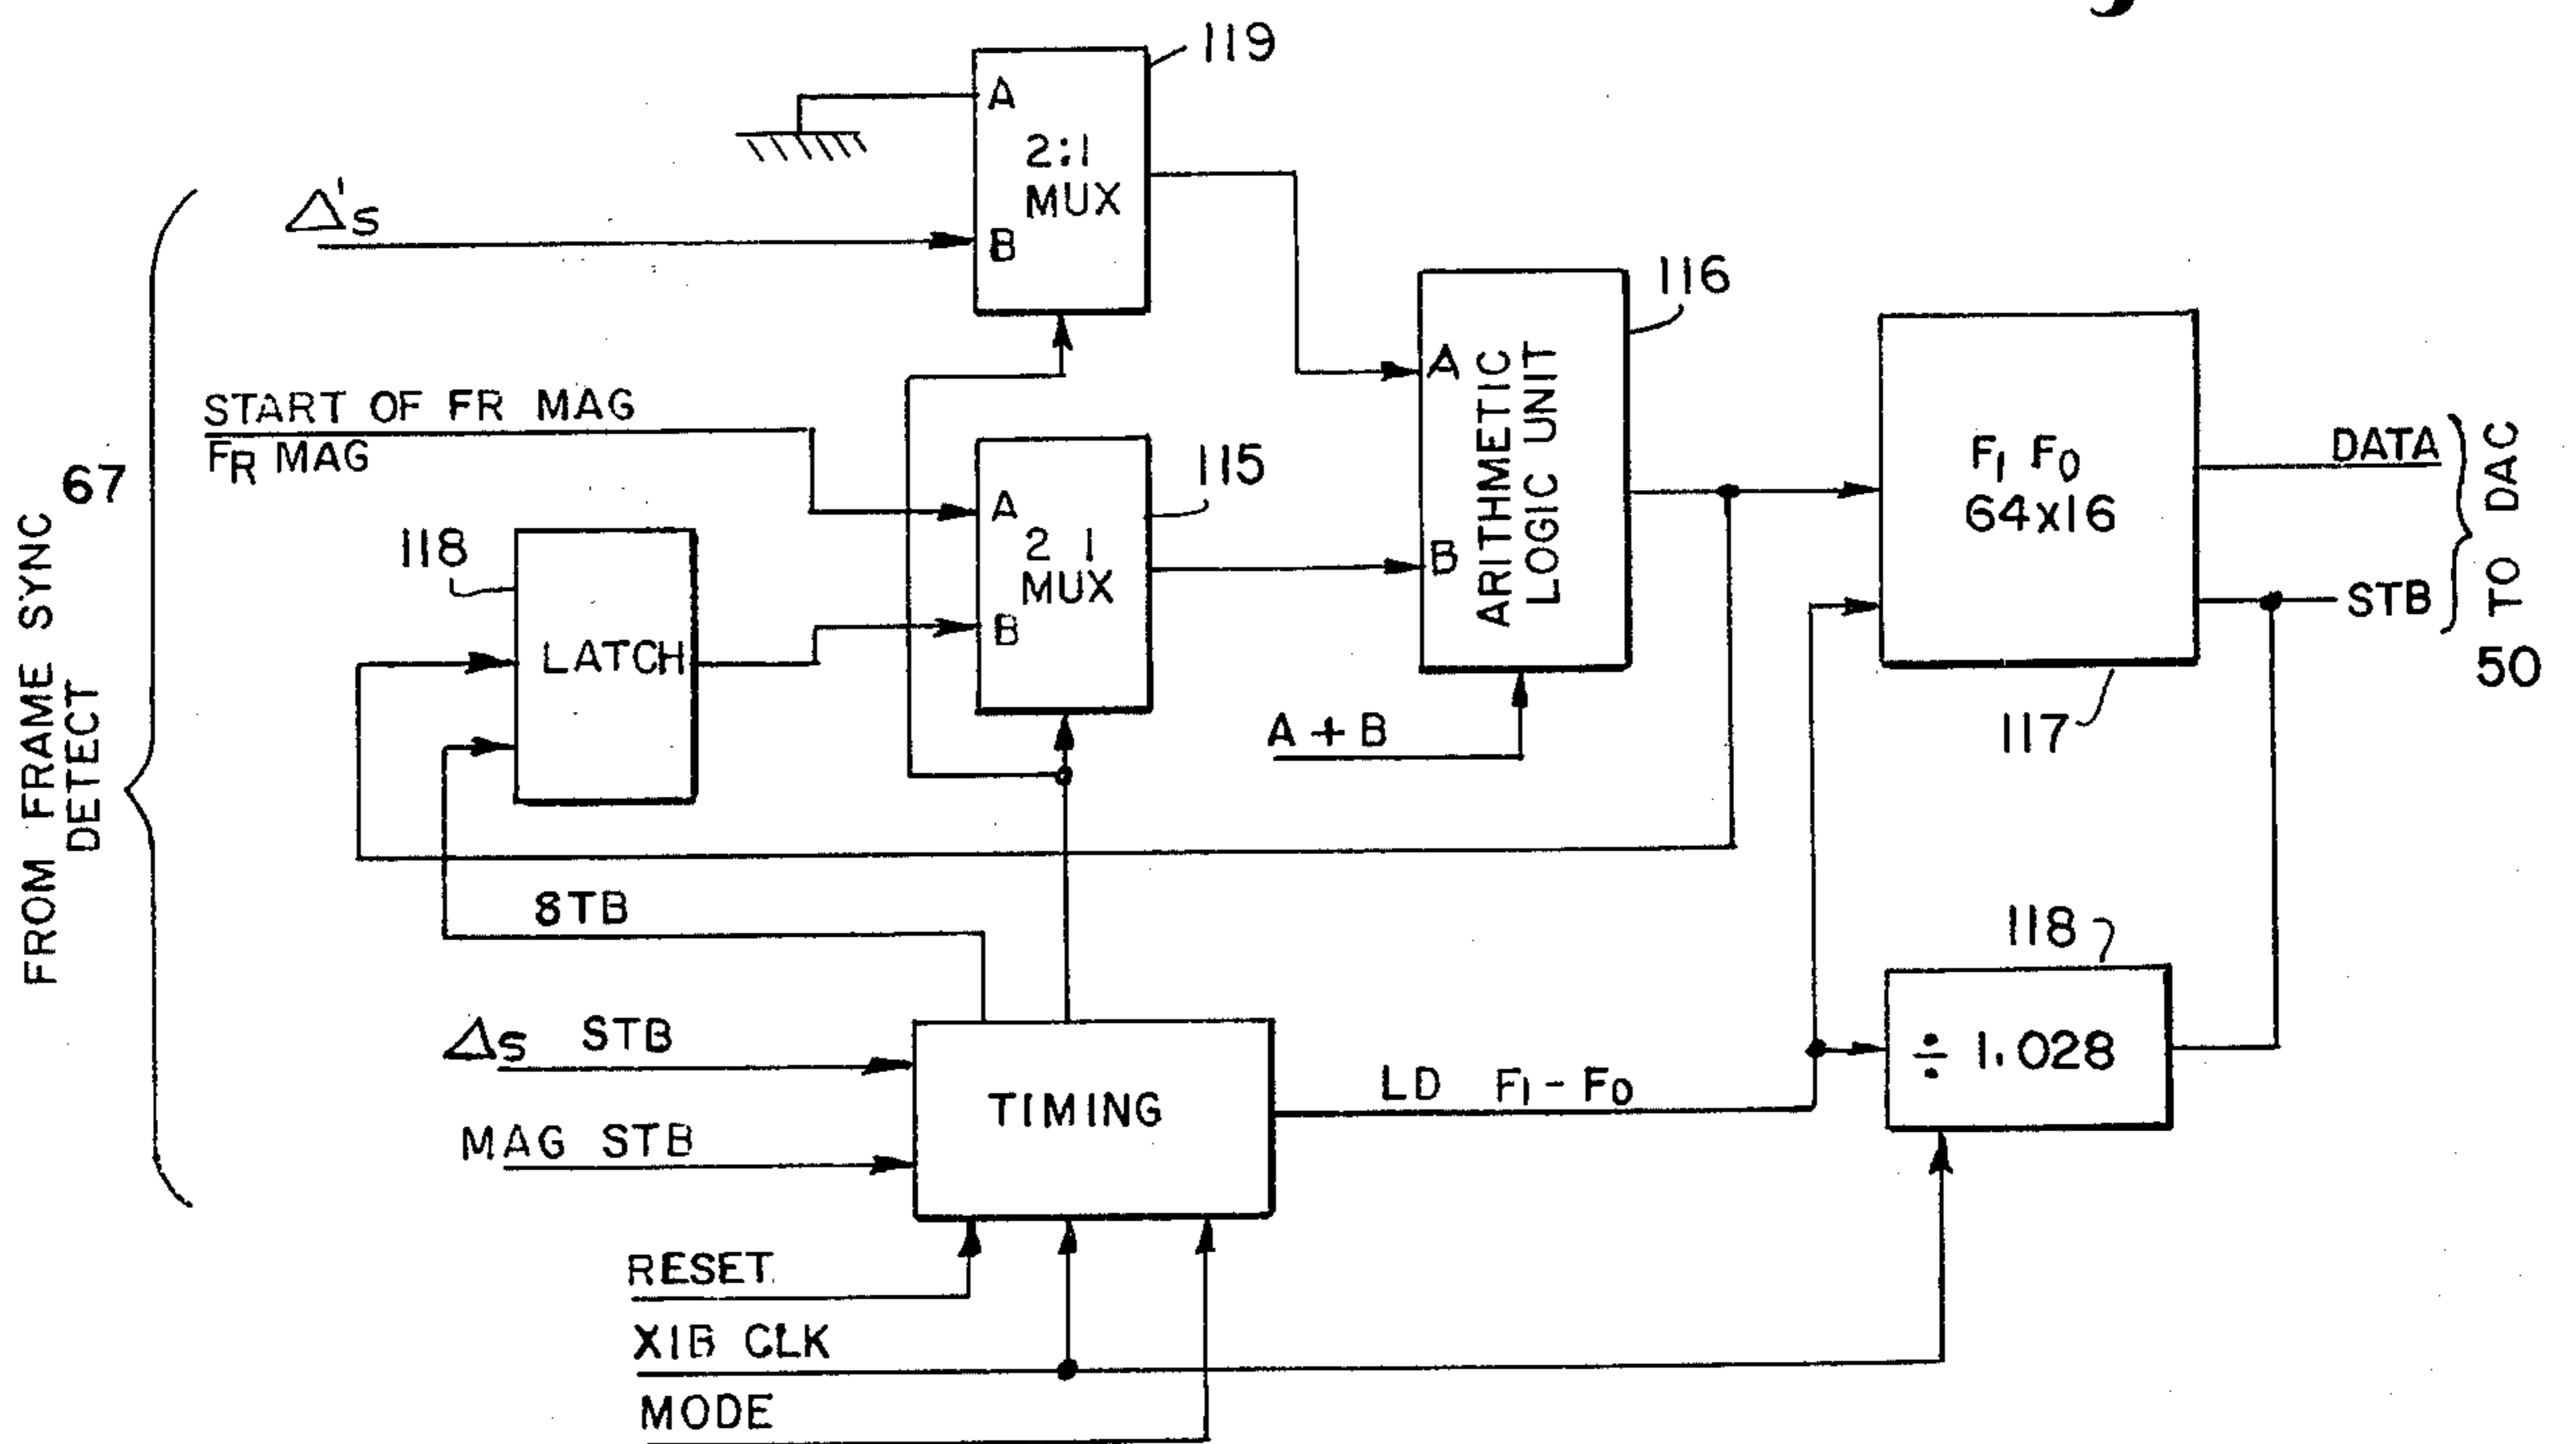 119
A
2:1
MUX
B
Δ's
116
START OF FR MAG
FR MAG
67
FROM FRAME SYNC
DETECT
115
A
2 1
MUX
B
118
LATCH
A
B
ARITHMETIC
LOGIC UNIT
A + B
F1 F0
64x16
117
DATA
STB
TO DAC
50
STB
118
÷ 1.028
Δs STB
MAG STB
TIMING
LD F1 - F0
RESET
X1B CLK
MODE